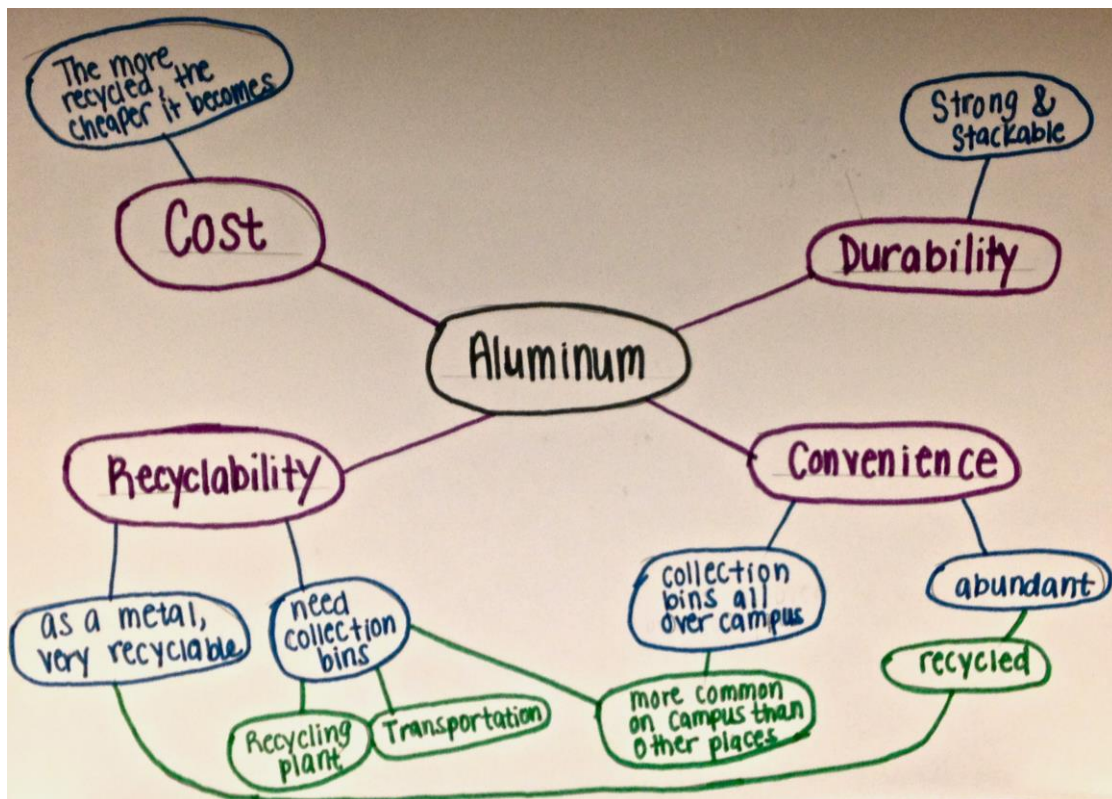 The more
recycled, the
cheaper it becomes
Strong &
Stackable
Cost
Durability
Aluminum
Recyclability
Convenience
as a metal,
very recyclable
need
collection
bins
collection
bins all
over campus
abundant
recycled
Recycling
plant
Transportation
more common
on campus than
other places